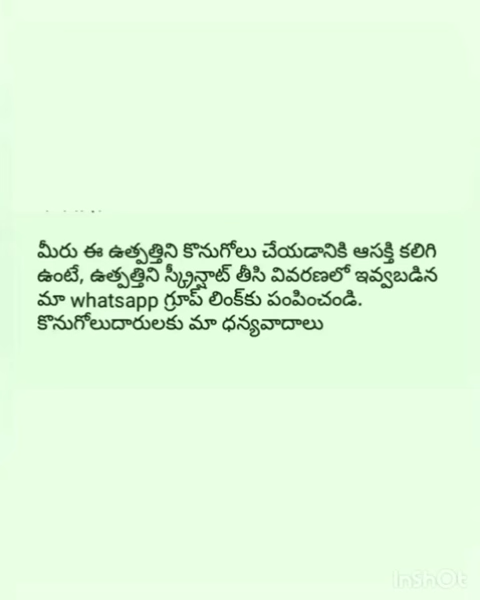 మీరు ఈ ఉత్పత్తిని కొనుగోలు చేయడానికి ఆసక్తి కలిగి
ఉంటే, ఉత్పత్తిని స్క్రీన్షాట్ తీసి వివరణలో ఇవ్వబడిన
మా whatsapp గ్రూప్ లింక్‌కు పంపించండి.
కొనుగోలుదారులకు మా ధన్యవాదాలు
InShOt